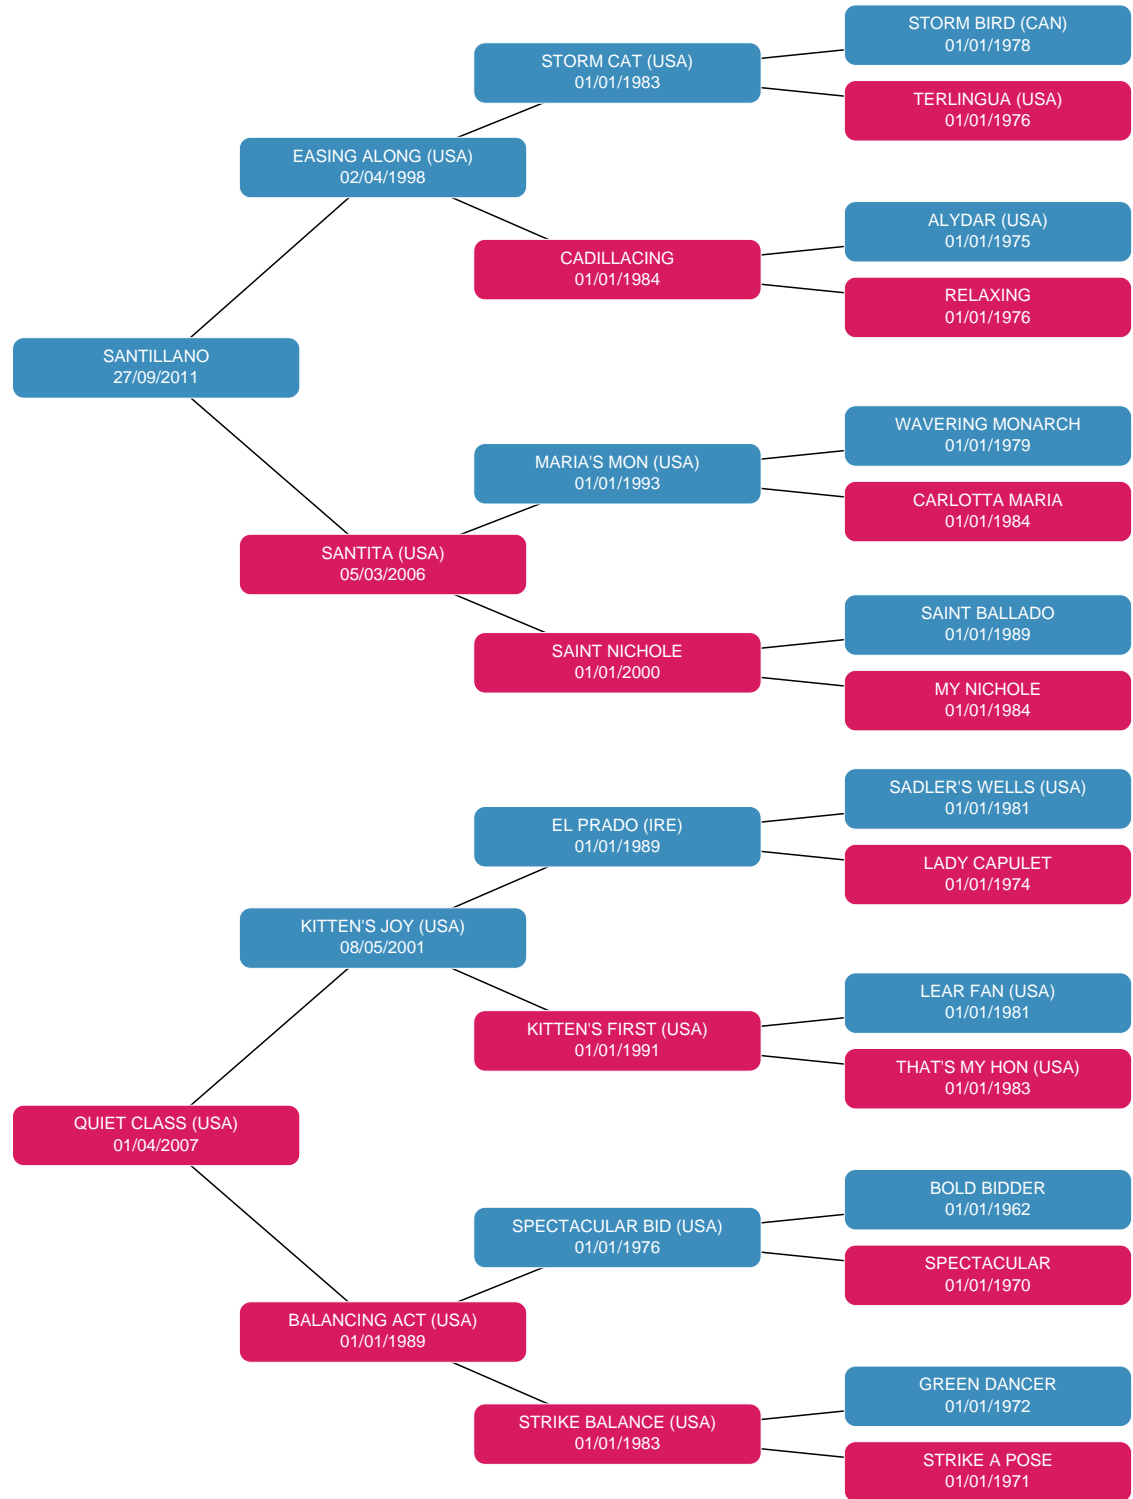 STORM BIRD (CAN)
01/01/1978
STORM CAT (USA)
01/01/1983
TERLINGUA (USA)
01/01/1976
EASING ALONG (USA)
02/04/1998
ALYDAR (USA)
01/01/1975
CADILLACING
01/01/1984
RELAXING
01/01/1976
SANTILLANO
27/09/2011
WAVERING MONARCH
01/01/1979
MARIA'S MON (USA)
01/01/1993
CARLOTTA MARIA
01/01/1984
SANTITA (USA)
05/03/2006
SAINT BALLADO
01/01/1989
SAINT NICHOLE
01/01/2000
MY NICHOLE
01/01/1984
SADLER'S WELLS (USA)
01/01/1981
EL PRADO (IRE)
01/01/1989
LADY CAPULET
01/01/1974
KITTEN'S JOY (USA)
08/05/2001
LEAR FAN (USA)
01/01/1981
KITTEN'S FIRST (USA)
01/01/1991
THAT'S MY HON (USA)
01/01/1983
QUIET CLASS (USA)
01/04/2007
BOLD BIDDER
01/01/1962
SPECTACULAR BID (USA)
01/01/1976
SPECTACULAR
01/01/1970
BALANCING ACT (USA)
01/01/1989
GREEN DANCER
01/01/1972
STRIKE BALANCE (USA)
01/01/1983
STRIKE A POSE
01/01/1971